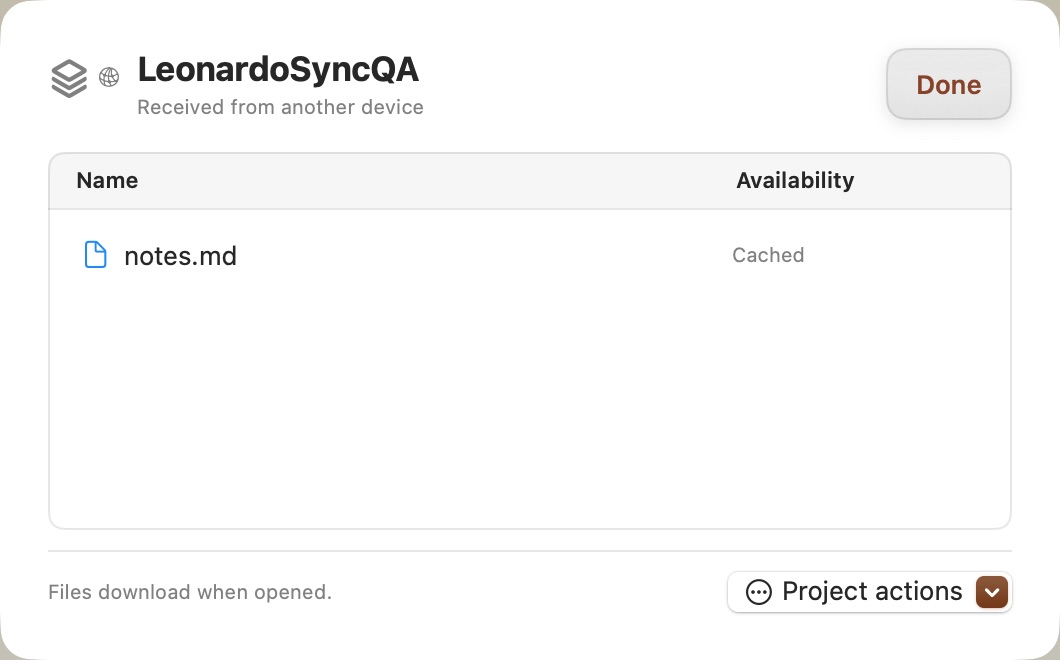 LeonardoSyncQA
Received from another device
Done
Name Availability
notes.md Cached
Files download when opened.
Project actions